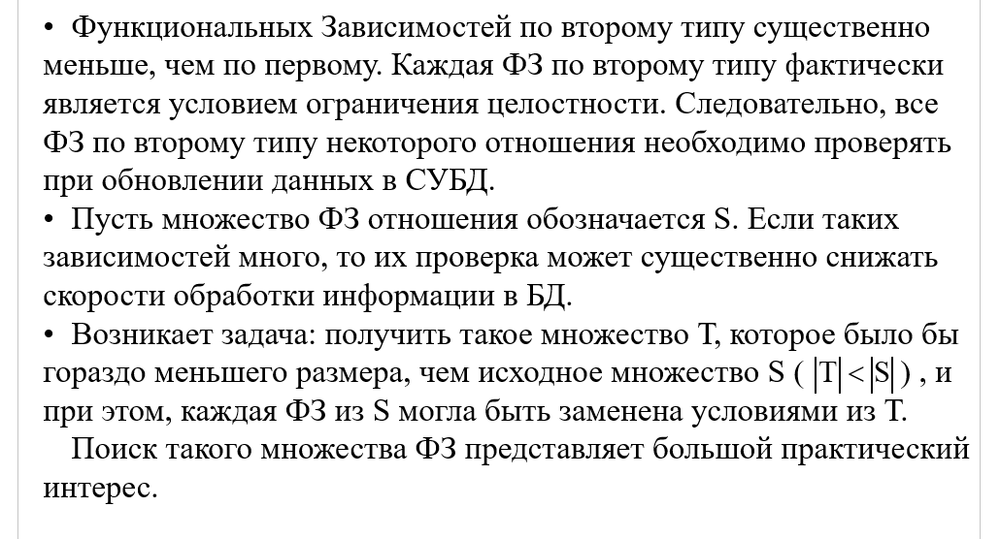 • Функциональных Зависимостей по второму типу существенно
меньше, чем по первому. Каждая ФЗ по второму типу фактически
является условием ограничения целостности. Следовательно, все
ФЗ по второму типу некоторого отношения необходимо проверять
при обновлении данных в СУБД.
• Пусть множество ФЗ отношения обозначается S. Если таких
зависимостей много, то их проверка может существенно снижать
скорости обработки информации в БД.
• Возникает задача: получить такое множество T, которое было бы
гораздо меньшего размера, чем исходное множество S ( |T|<|S| ) , и
при этом, каждая ФЗ из S могла быть заменена условиями из T.
Поиск такого множества ФЗ представляет большой практический
интерес.